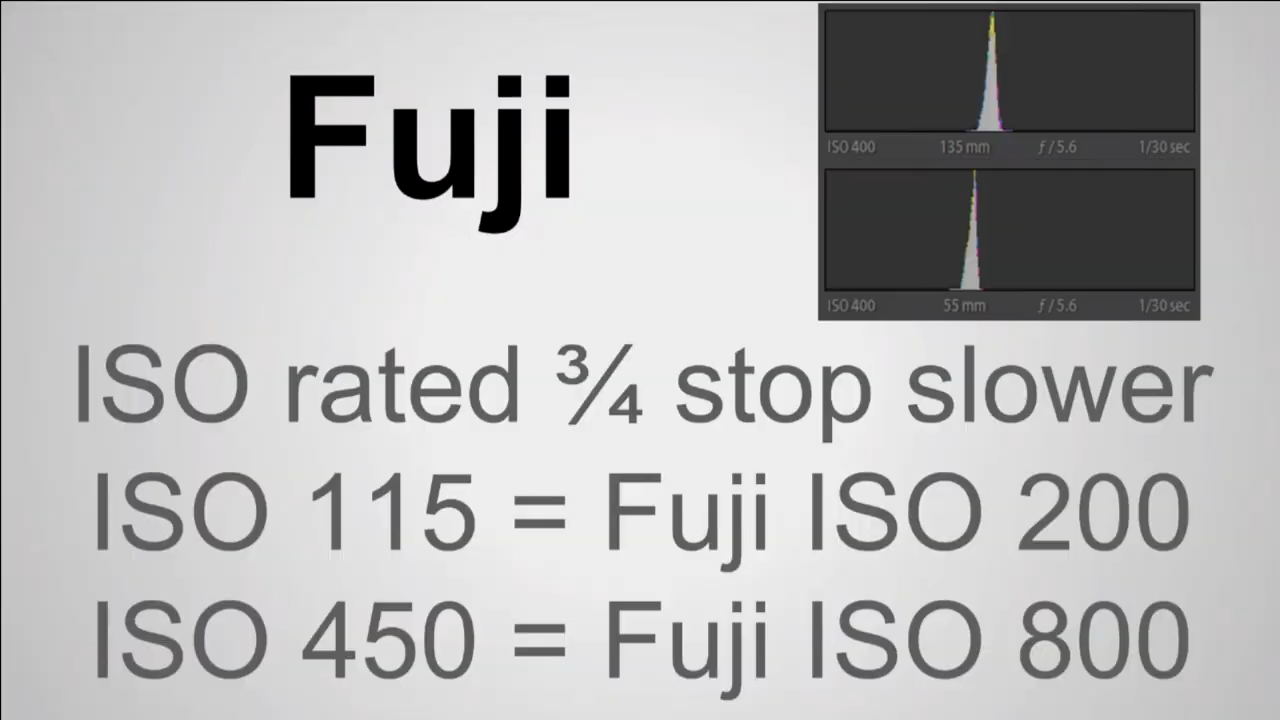 Fuji
ISO 400 135 mm ƒ / 5.6 1/30 sec
ISO 400 55 mm ƒ / 5.6 1/30 sec
ISO rated ¾ stop slower
ISO 115 = Fuji ISO 200
ISO 450 = Fuji ISO 800